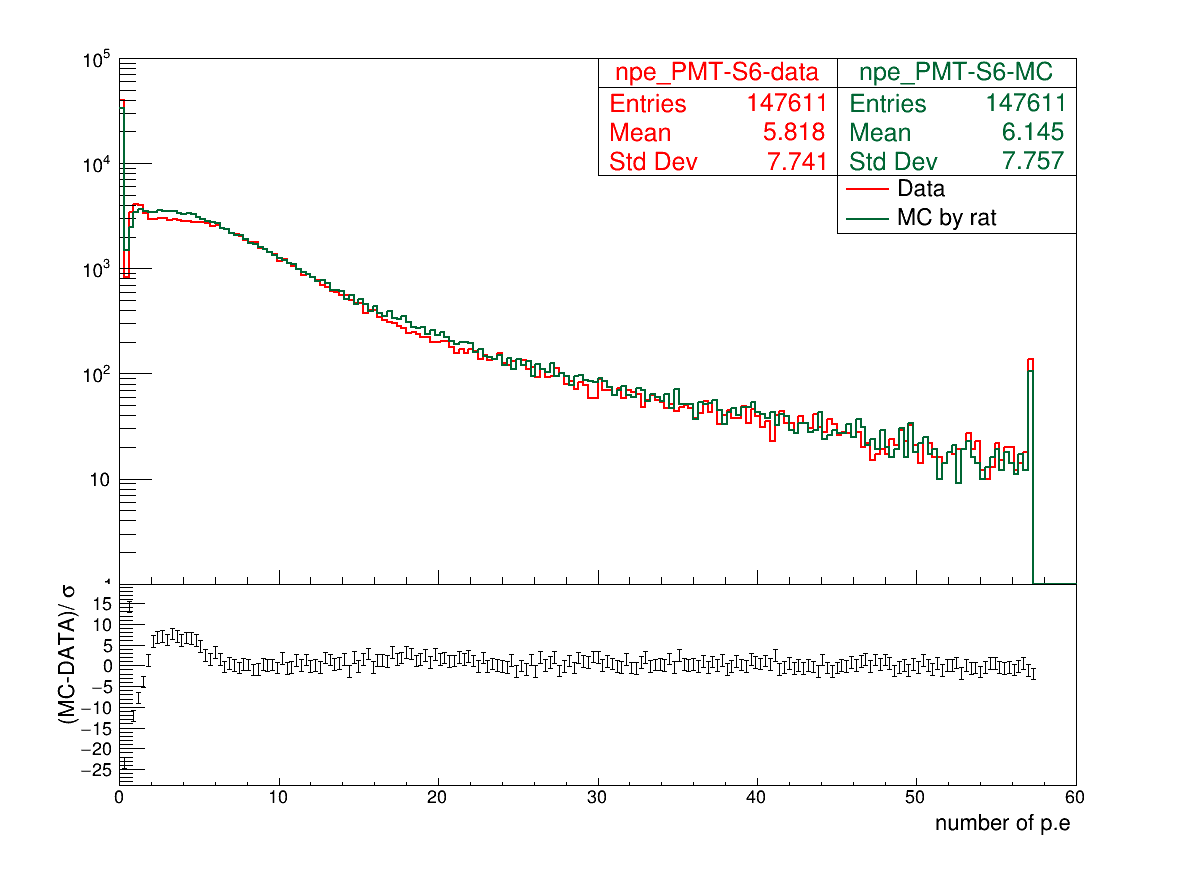 10^5
npe_PMT-S6-data
npe_PMT-S6-MC
Entries 147611
Entries 147611
Mean 5.818
Mean 6.145
Std Dev 7.741
Std Dev 7.757
Data
MC by rat
10^4
10^3
10^2
10
(MC-DATA)/ σ
15
10
5
0
−5
−10
−15
−20
−25
0 10 20 30 40 50 60
number of p.e